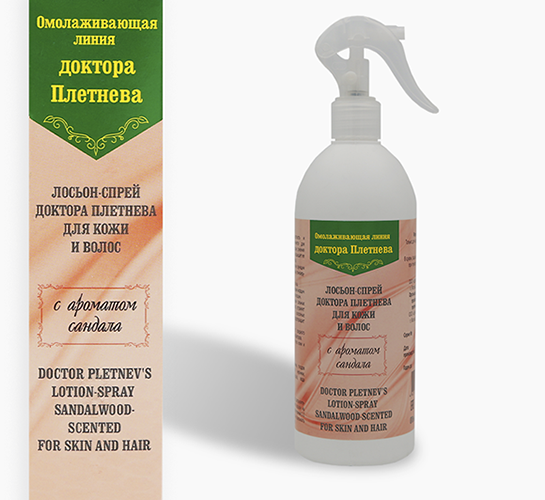 Омолаживающая
линия
доктора
Плетнева
ЛОСЬОН-СПРЕЙ
ДОКТОРА ПЛЕТНЕВА
ДЛЯ КОЖИ
И ВОЛОС
с ароматом
сандала
DOCTOR PLETNEV'S
LOTION-SPRAY
SANDALWOOD-
SCENTED
FOR SKIN AND HAIR
Омолаживающая линия
доктора Плетнева
ЛОСЬОН-СПРЕЙ
ДОКТОРА ПЛЕТНЕВА
ДЛЯ КОЖИ
И ВОЛОС
с ароматом
сандала
DOCTOR PLETNEV'S
LOTION-SPRAY
SANDALWOOD-SCENTED
FOR SKIN AND HAIR